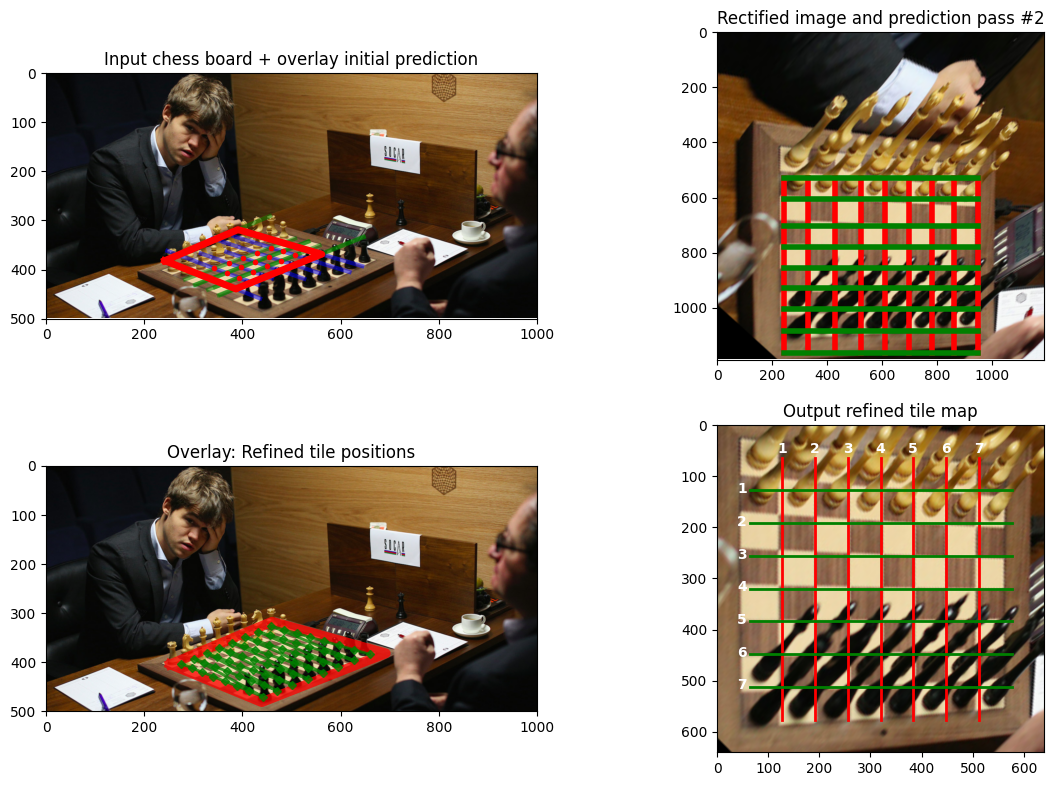 Input chess board + overlay initial prediction
0
100
200
300
400
500
0 200 400 600 800 1000
SOCAR
Rectified image and prediction pass #2
0
200
400
600
800
1000
0 200 400 600 800 1000
Overlay: Refined tile positions
0
100
200
300
400
500
0 200 400 600 800 1000
SOCAR
Output refined tile map
0
100
200
300
400
500
600
0 100 200 300 400 500 600
1 2 3 4 5 6 7
1
2
3
4
5
6
7